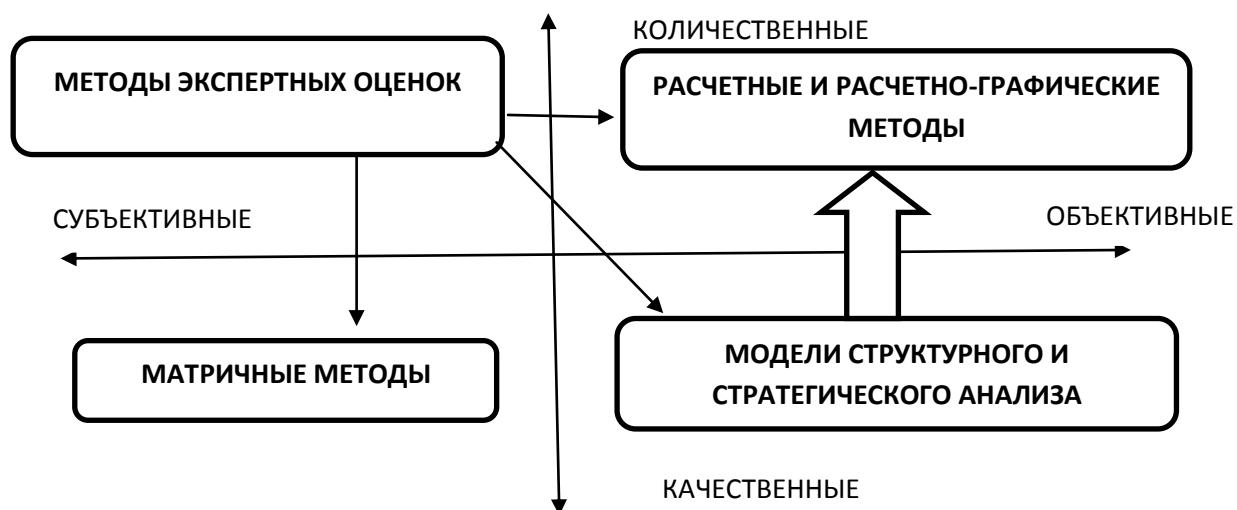 КОЛИЧЕСТВЕННЫЕ
МЕТОДЫ ЭКСПЕРТНЫХ ОЦЕНОК
РАСЧЕТНЫЕ И РАСЧЕТНО-ГРАФИЧЕСКИЕ
МЕТОДЫ
СУБЪЕКТИВНЫЕ
ОБЪЕКТИВНЫЕ
МАТРИЧНЫЕ МЕТОДЫ
МОДЕЛИ СТРУКТУРНОГО И
СТРАТЕГИЧЕСКОГО АНАЛИЗА
КАЧЕСТВЕННЫЕ